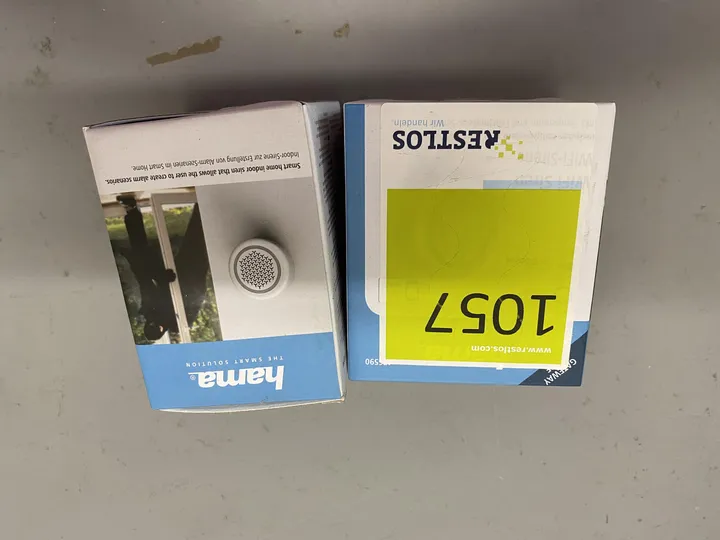 hama®
THE SMART SOLUTION
Smart home indoor siren that allows the user to create alarm scenarios.
Indoor-Sirene zur Erstellung von Alarm-Szenarien im Smart Home.
GATEWAY
www.restlos.com
1057
RESTLOS
Wir handeln.